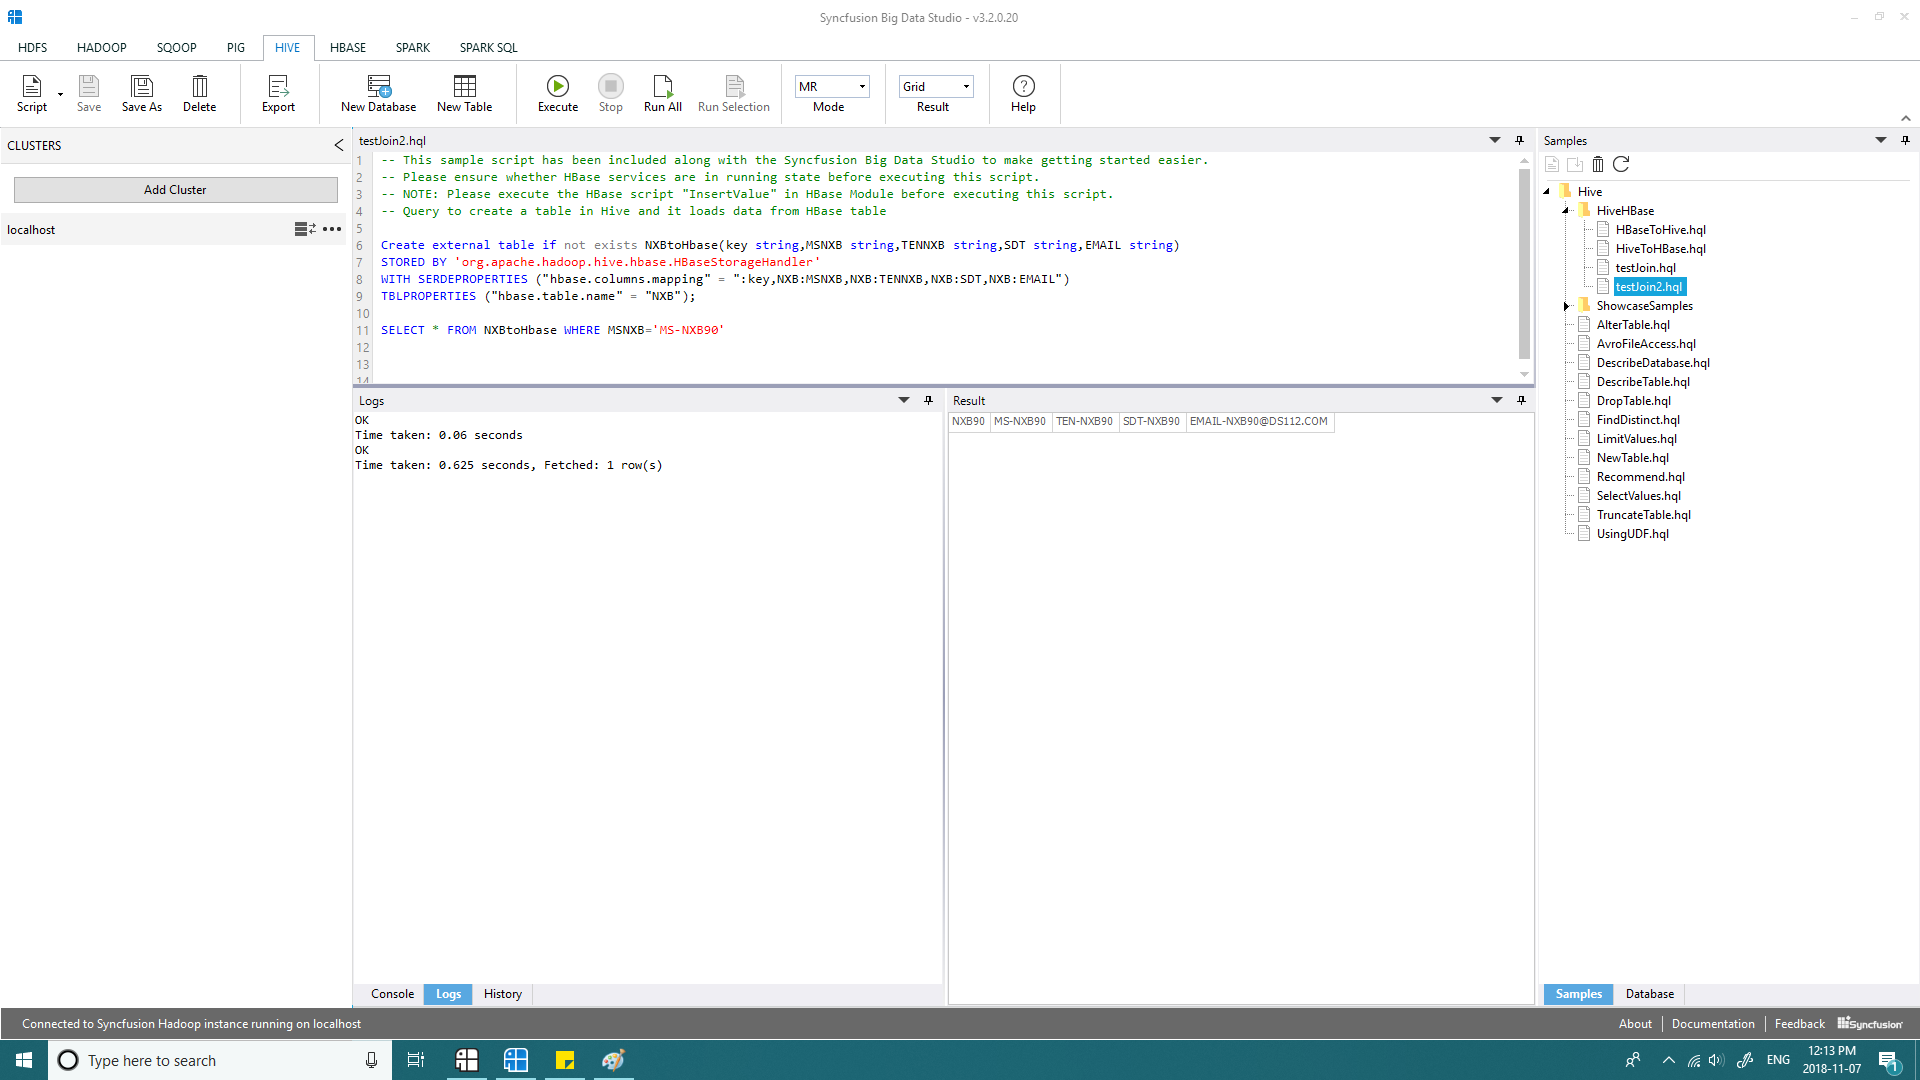 Syncfusion Big Data Studio - v3.2.0.20
HDFS HADOOP SQOOP PIG HIVE HBASE SPARK SPARK SQL
Script Save Save As Delete Export New Database New Table Execute Stop Run All Run Selection MR Mode Grid Result Help
CLUSTERS
Add Cluster
localhost
testJoin2.hql
1 -- This sample script has been included along with the Syncfusion Big Data Studio to make getting started easier.
2 -- Please ensure whether HBase services are in running state before executing this script.
3 -- NOTE: Please execute the HBase script "InsertValue" in HBase Module before executing this script.
4 -- Query to create a table in Hive and it loads data from HBase table
5
6 Create external table if not exists NXBtoHbase(key string,MSNXB string,TENNXB string,SDT string,EMAIL string)
7 STORED BY 'org.apache.hadoop.hive.hbase.HBaseStorageHandler'
8 WITH SERDEPROPERTIES ("hbase.columns.mapping" = ":key,NXB:MSNXB,NXB:TENNXB,NXB:SDT,NXB:EMAIL")
9 TBLPROPERTIES ("hbase.table.name" = "NXB");
10
11 SELECT * FROM NXBtoHbase WHERE MSNXB='MS-NXB90'
12
13
14
Logs
OK
Time taken: 0.06 seconds
OK
Time taken: 0.625 seconds, Fetched: 1 row(s)
Console Logs History
Result
NXB90 MS-NXB90 TEN-NXB90 SDT-NXB90 EMAIL-NXB90@DS112.COM
Samples
Hive
HiveHBase
HBaseToHive.hql
HiveToHBase.hql
testJoin.hql
testJoin2.hql
ShowcaseSamples
AlterTable.hql
AvroFileAccess.hql
DescribeDatabase.hql
DescribeTable.hql
DropTable.hql
FindDistinct.hql
LimitValues.hql
NewTable.hql
Recommend.hql
SelectValues.hql
TruncateTable.hql
UsingUDF.hql
Samples Database
Connected to Syncfusion Hadoop instance running on localhost
About Documentation Feedback Syncfusion
Type here to search
ENG
12:13 PM
2018-11-07
1